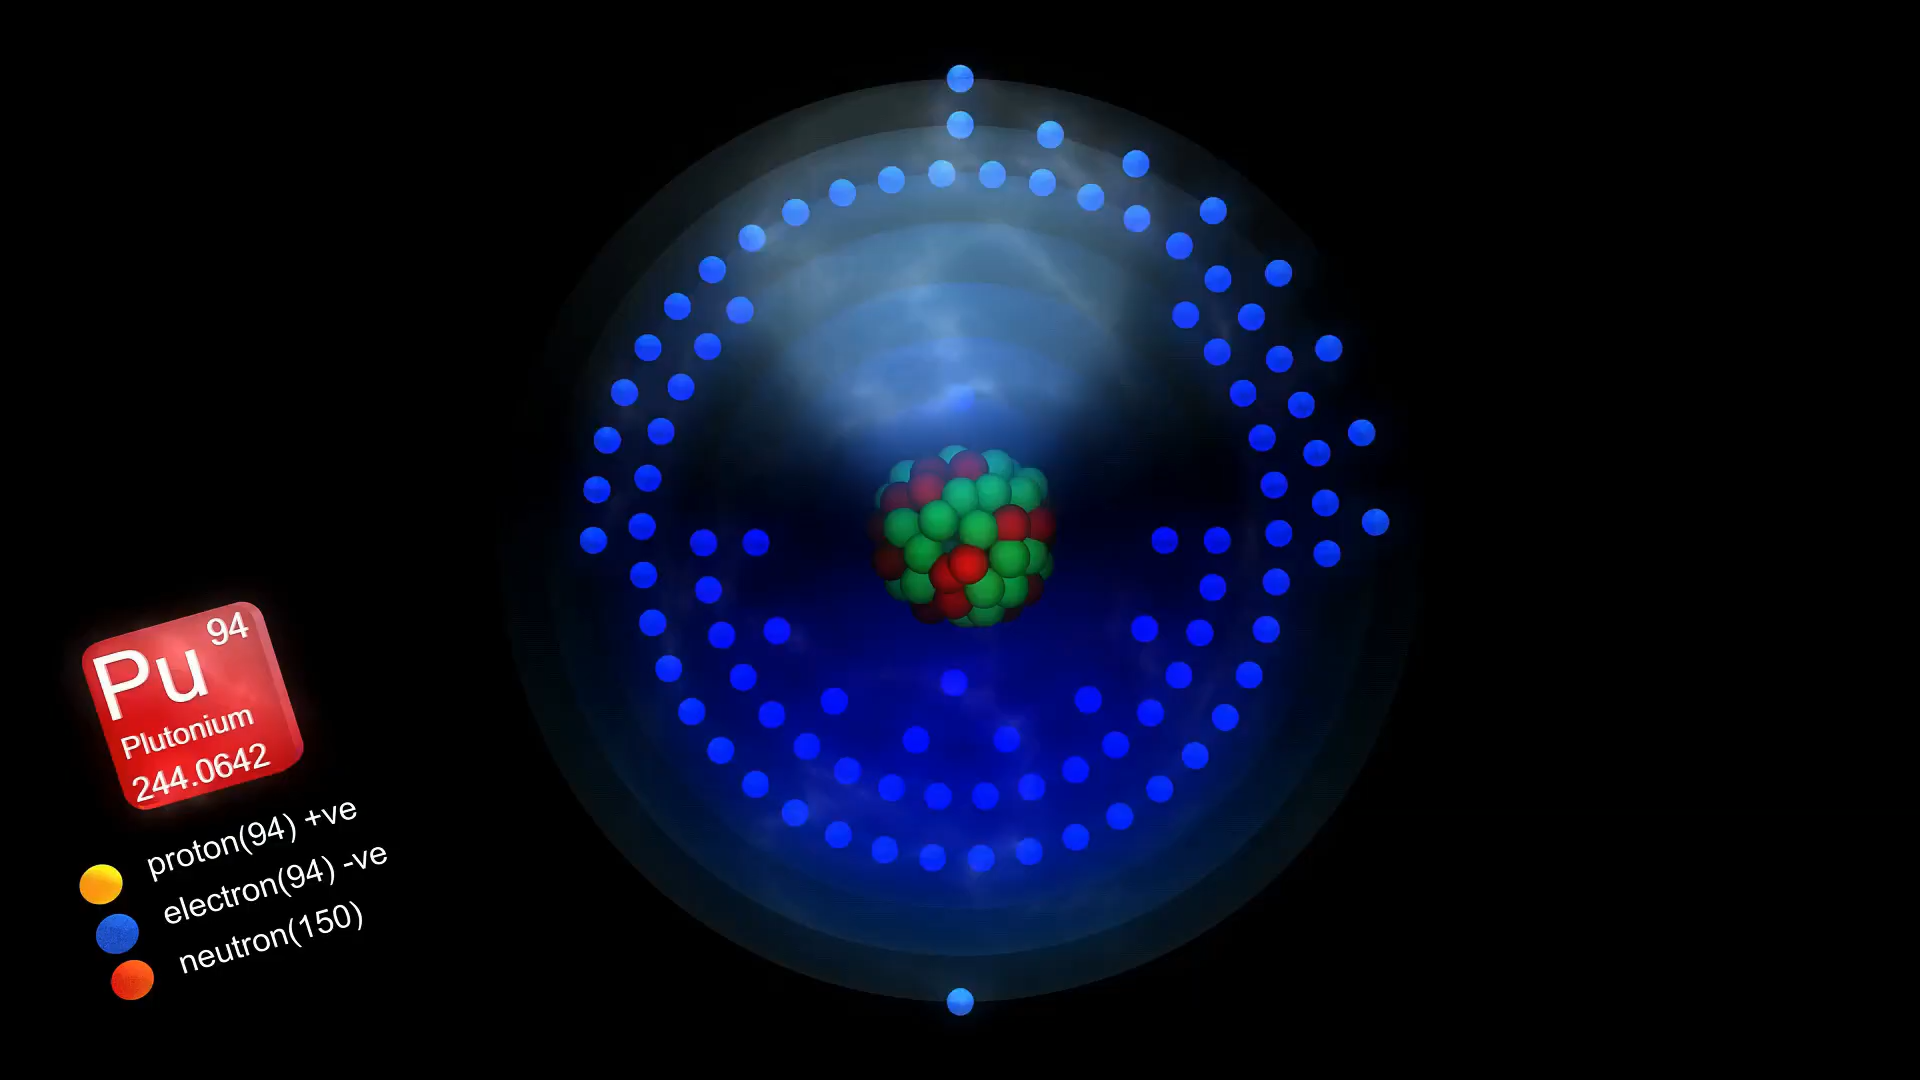 94
Pu
Plutonium
244.0642
proton(94) +ve
electron(94) -ve
neutron(150)